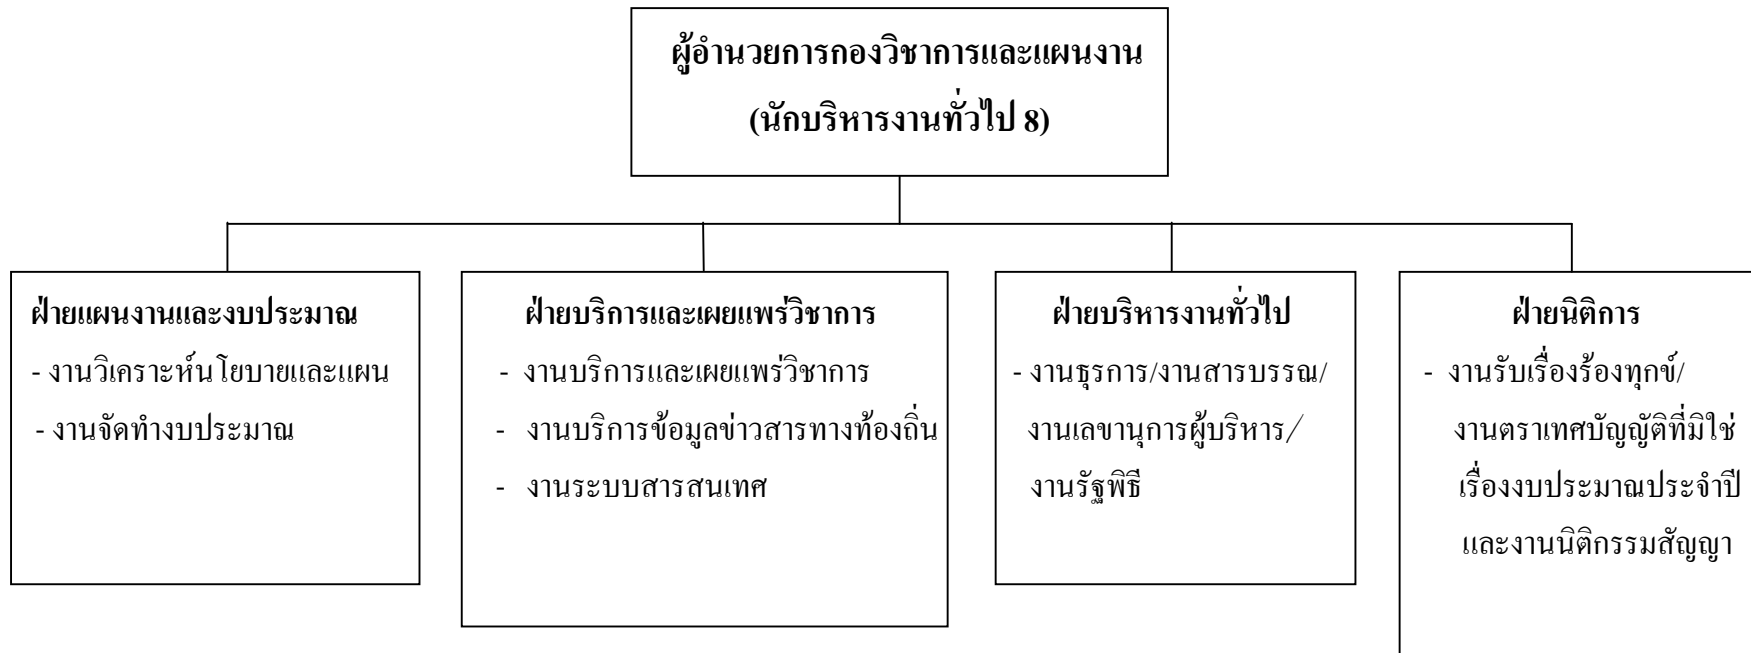 ผู้อำนวยการกองวิชาการและแผนงาน
(นักบริหารงานทั่วไป 8)
ฝ่ายแผนงานและงบประมาณ
- งานวิเคราะห์นโยบายและแผน
- งานจัดทำงบประมาณ
ฝ่ายบริการและเผยแพร่วิชาการ
- งานบริการและเผยแพร่วิชาการ
- งานบริการข้อมูลข่าวสารทางท้องถิ่น
- งานระบบสารสนเทศ
ฝ่ายบริหารงานทั่วไป
- งานธุรการ/งานสารบรรณ/
งานเลขานุการผู้บริหาร/
งานรัฐพิธี
ฝ่ายนิติการ
- งานรับเรื่องร้องทุกข์/
งานตราเทศบัญญัติที่มิใช่
เรื่องงบประมาณประจำปี
และงานนิติกรรมสัญญา